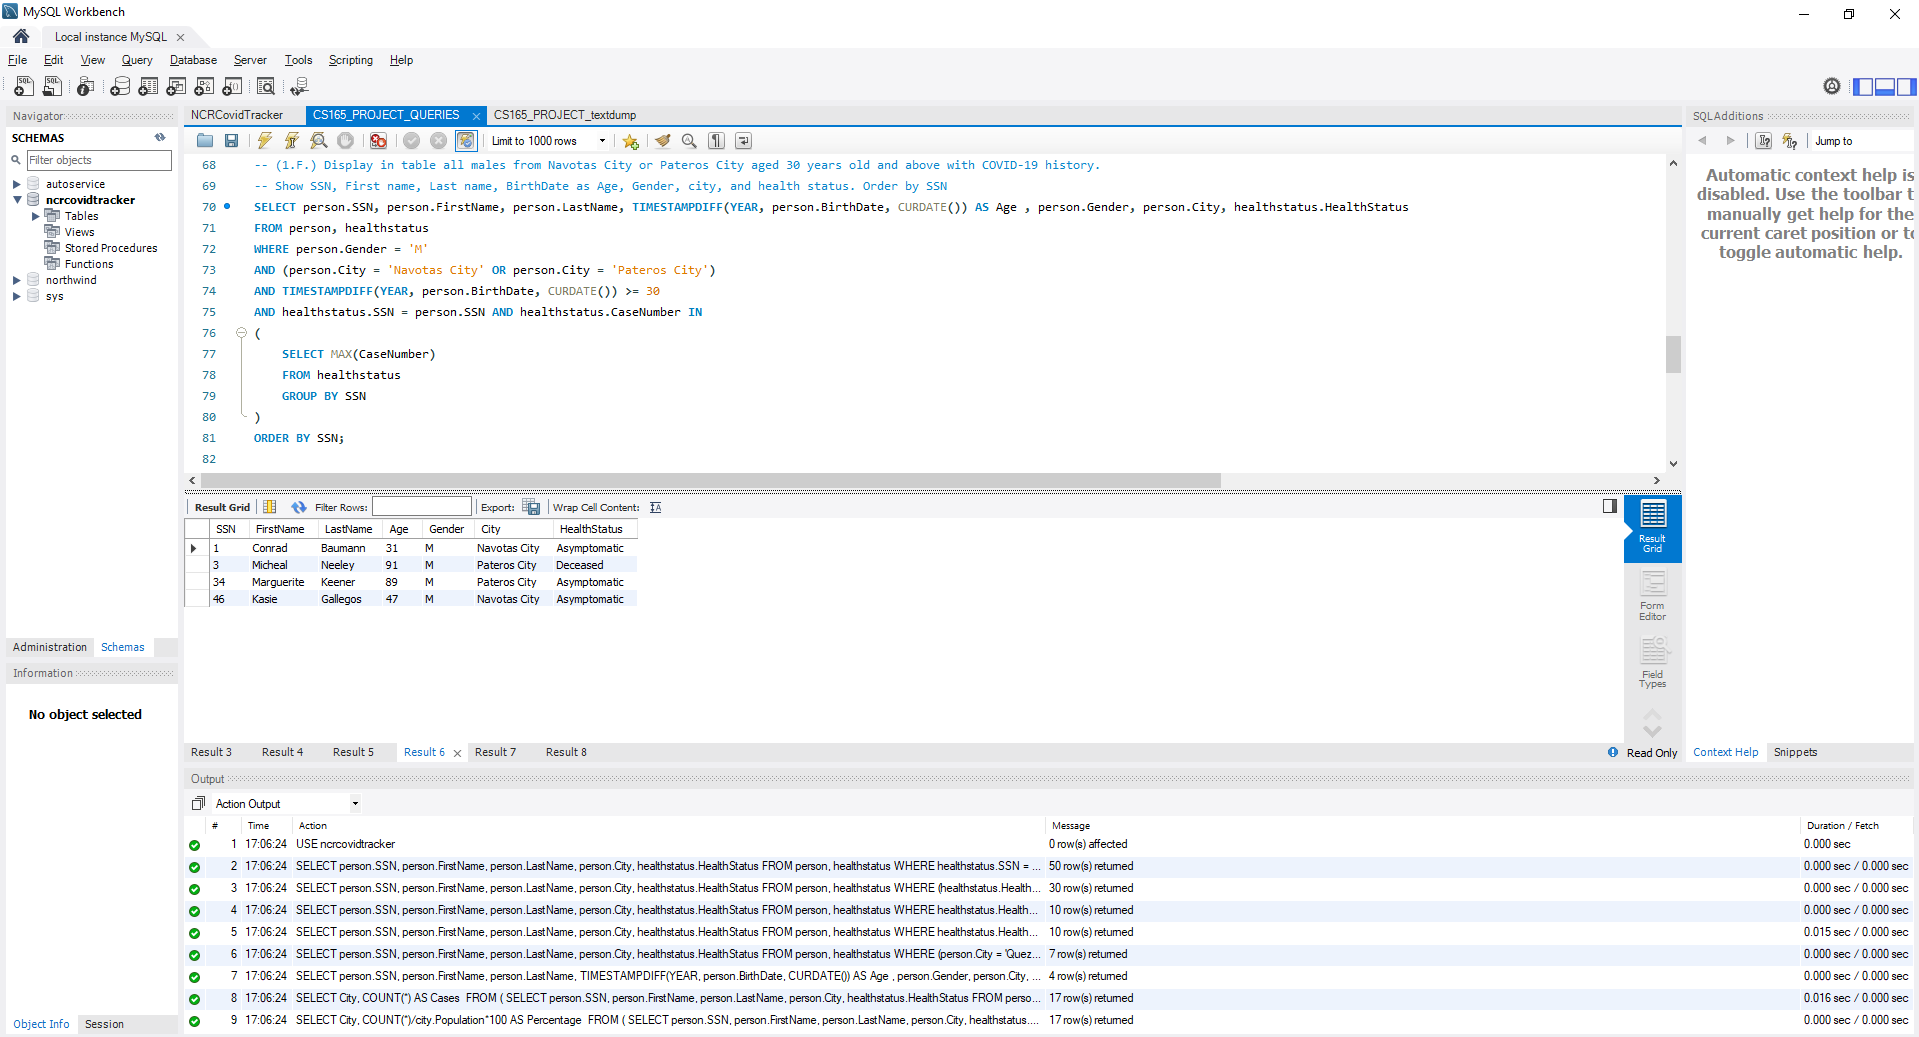 MySQL Workbench
Local instance MySQL
File Edit View Query Database Server Tools Scripting Help
Navigator
SCHEMAS
Filter objects
autoservice
ncrcovidtracker
Tables
Views
Stored Procedures
Functions
northwind
sys
Administration Schemas
Information
No object selected
Object Info Session
NCRCovidTracker CS165_PROJECT_QUERIES CS165_PROJECT_textdump
Limit to 1000 rows
68 -- (1.F.) Display in table all males from Navotas City or Pateros City aged 30 years old and above with COVID-19 history.
69 -- Show SSN, First name, Last name, BirthDate as Age, Gender, city, and health status. Order by SSN
70 SELECT person.SSN, person.FirstName, person.LastName, TIMESTAMPDIFF(YEAR, person.BirthDate, CURDATE()) AS Age , person.Gender, person.City, healthstatus.HealthStatus
71 FROM person, healthstatus
72 WHERE person.Gender = 'M'
73 AND (person.City = 'Navotas City' OR person.City = 'Pateros City')
74 AND TIMESTAMPDIFF(YEAR, person.BirthDate, CURDATE()) >= 30
75 AND healthstatus.SSN = person.SSN AND healthstatus.CaseNumber IN
76 (
77 SELECT MAX(CaseNumber)
78 FROM healthstatus
79 GROUP BY SSN
80 )
81 ORDER BY SSN;
82
Result Grid Filter Rows: Export: Wrap Cell Content:
SSN FirstName LastName Age Gender City HealthStatus
1 Conrad Baumann 31 M Navotas City Asymptomatic
3 Micheal Neeley 91 M Pateros City Deceased
34 Marguerite Keener 89 M Pateros City Asymptomatic
46 Kasie Gallegos 47 M Navotas City Asymptomatic
Result Grid
Form Editor
Field Types
Result 3 Result 4 Result 5 Result 6 Result 7 Result 8
Read Only
SQLAdditions
Jump to
Automatic context help is
disabled. Use the toolbar t
manually get help for the
current caret position or to
toggle automatic help.
Context Help Snippets
Output
Action Output
# Time Action Message Duration / Fetch
1 17:06:24 USE ncrcovidtracker 0 row(s) affected 0.000 sec
2 17:06:24 SELECT person.SSN, person.FirstName, person.LastName, person.City, healthstatus.HealthStatus FROM person, healthstatus WHERE healthstatus.SSN = ... 50 row(s) returned 0.000 sec / 0.000 sec
3 17:06:24 SELECT person.SSN, person.FirstName, person.LastName, person.City, healthstatus.HealthStatus FROM person, healthstatus WHERE (healthstatus.Health... 30 row(s) returned 0.000 sec / 0.000 sec
4 17:06:24 SELECT person.SSN, person.FirstName, person.LastName, person.City, healthstatus.HealthStatus FROM person, healthstatus WHERE healthstatus.Health... 10 row(s) returned 0.000 sec / 0.000 sec
5 17:06:24 SELECT person.SSN, person.FirstName, person.LastName, person.City, healthstatus.HealthStatus FROM person, healthstatus WHERE healthstatus.Health... 10 row(s) returned 0.015 sec / 0.000 sec
6 17:06:24 SELECT person.SSN, person.FirstName, person.LastName, person.City, healthstatus.HealthStatus FROM person, healthstatus WHERE (person.City = 'Quez... 7 row(s) returned 0.000 sec / 0.000 sec
7 17:06:24 SELECT person.SSN, person.FirstName, person.LastName, TIMESTAMPDIFF(YEAR, person.BirthDate, CURDATE()) AS Age , person.Gender, person.City, ... 4 row(s) returned 0.000 sec / 0.000 sec
8 17:06:24 SELECT City, COUNT(*) AS Cases FROM ( SELECT person.SSN, person.FirstName, person.LastName, person.City, healthstatus.HealthStatus FROM perso... 17 row(s) returned 0.016 sec / 0.000 sec
9 17:06:24 SELECT City, COUNT(*)/city.Population*100 AS Percentage FROM ( SELECT person.SSN, person.FirstName, person.LastName, person.City, healthstatus.... 17 row(s) returned 0.000 sec / 0.000 sec